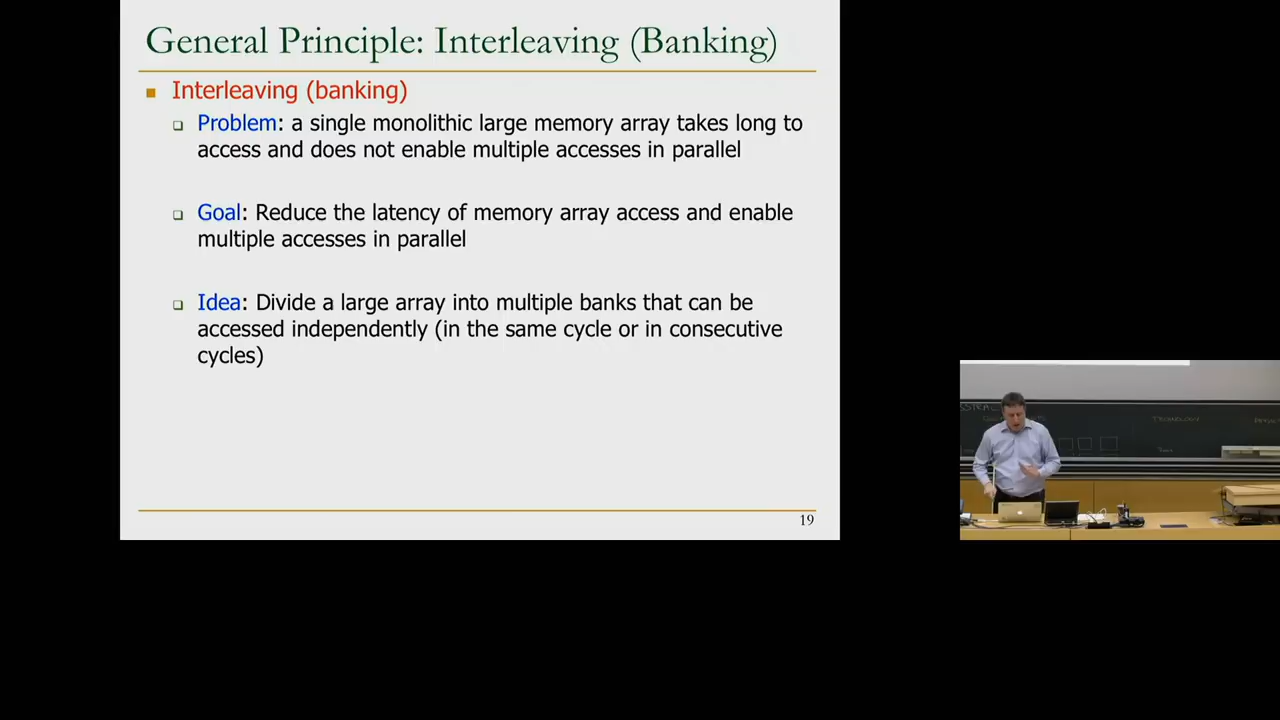 General Principle: Interleaving (Banking)
Interleaving (banking)
Problem: a single monolithic large memory array takes long to
access and does not enable multiple accesses in parallel
Goal: Reduce the latency of memory array access and enable
multiple accesses in parallel
Idea: Divide a large array into multiple banks that can be
accessed independently (in the same cycle or in consecutive
cycles)
19